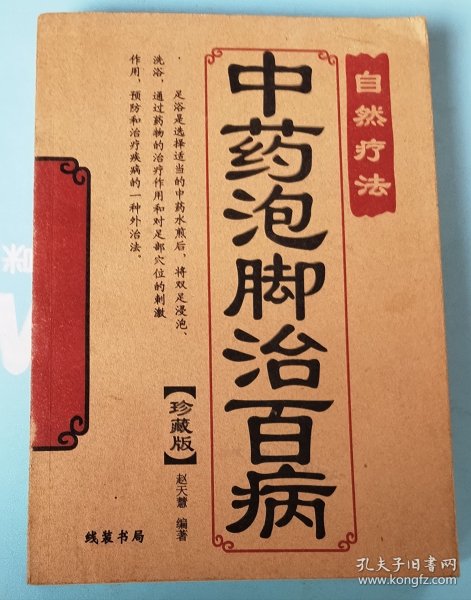 自然疗法
中药泡脚治百病
【珍藏版】
赵天慧 编著
足浴是选择适当的中药水煎后，将双足浸泡、
洗浴，通过药物的治疗作用和对足部穴位的刺激
作用，预防和治疗疾病的一种外治法。
线装书局
孔夫子旧书网
www.kongfz.com